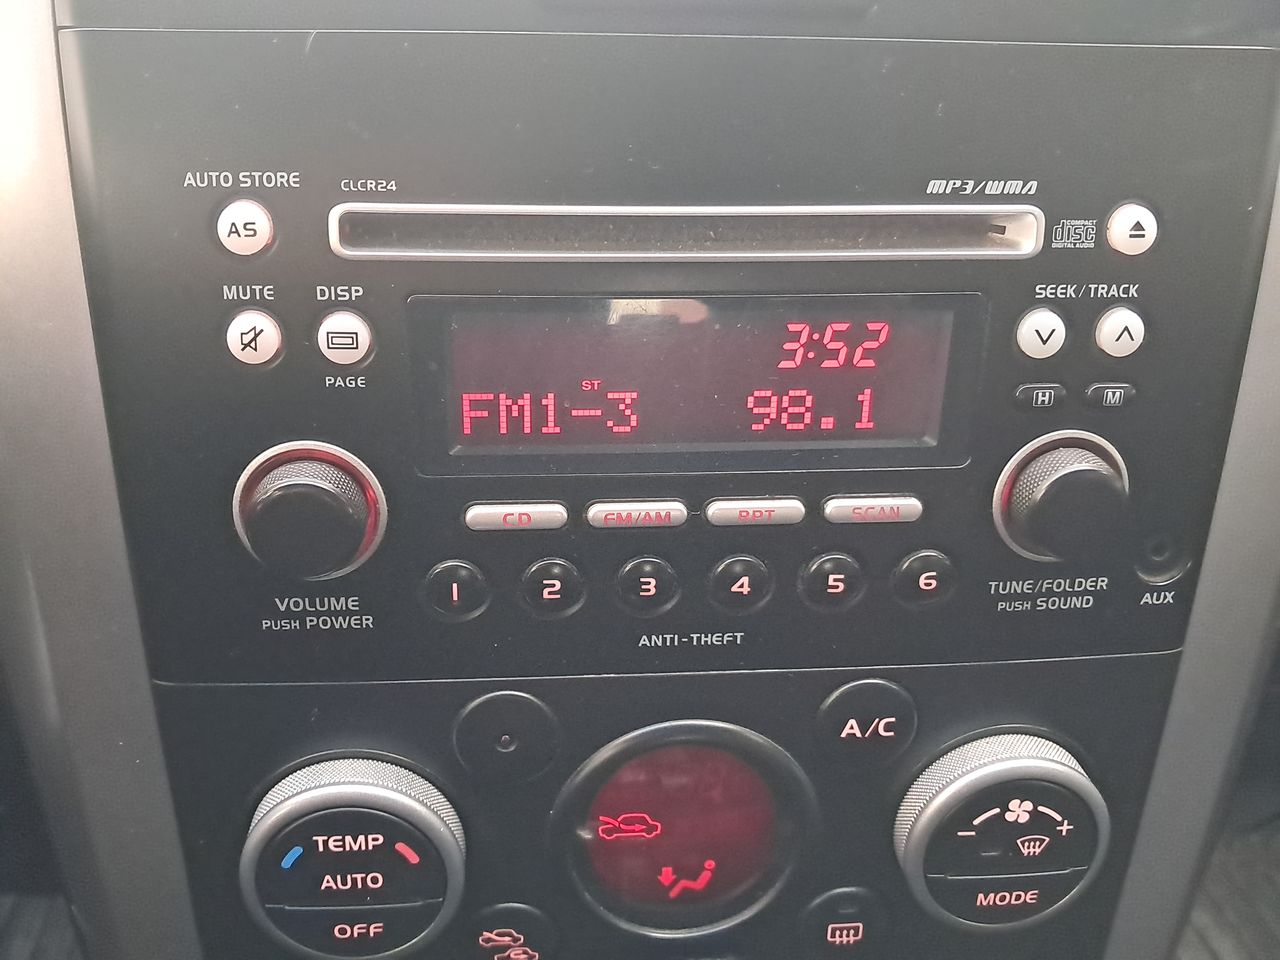 AUTO STORE
CLCR24
MP3/WMA
AS
COMPACT
disc
DIGITAL AUDIO
MUTE
DISP
SEEK/TRACK
3:52
PAGE
ST
H
M
FM1-3
98.1
CD
FM/AM
RPT
SCAN
1
2
3
4
5
6
VOLUME
PUSH POWER
TUNE/FOLDER
PUSH SOUND
AUX
ANTI-THEFT
A/C
TEMP
AUTO
OFF
- +
MODE